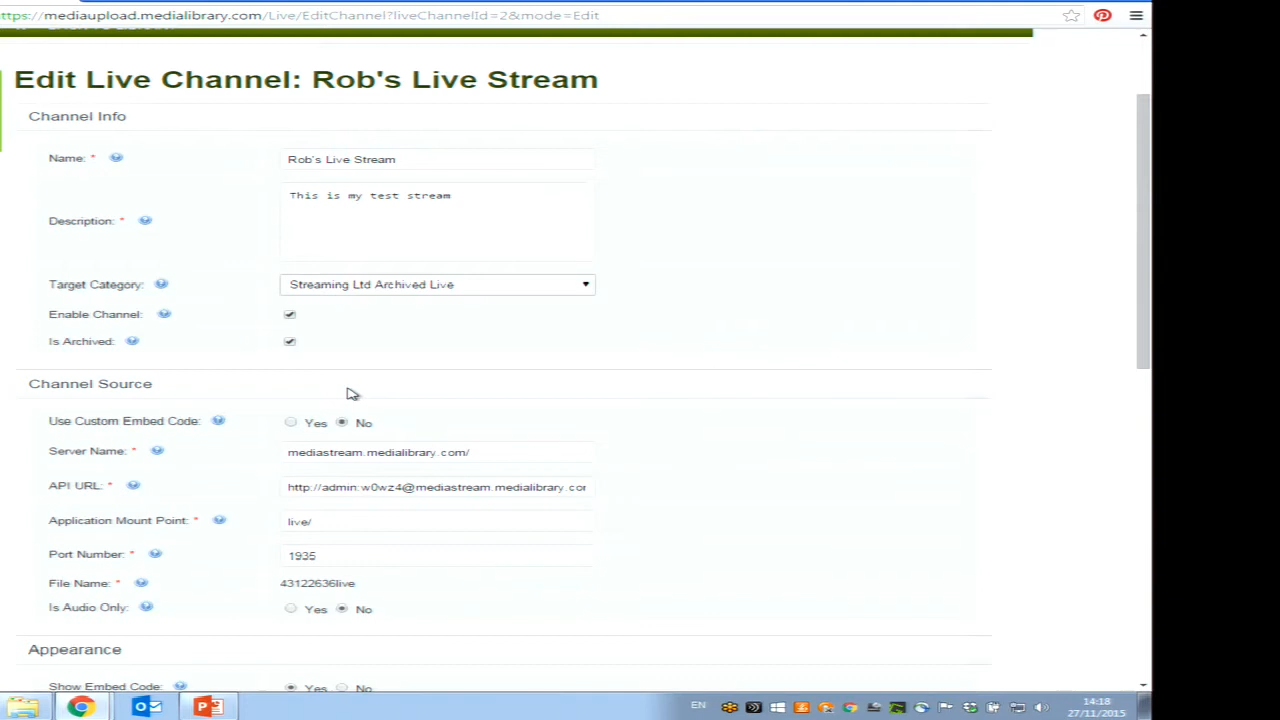 https://mediaupload.medialibrary.com/Live/EditChannel?liveChannelId=2&mode=Edit
Edit Live Channel: Rob's Live Stream
Channel Info
Name: * Rob's Live Stream
Description: * This is my test stream
Target Category: Streaming Ltd Archived Live
Enable Channel:
Is Archived:
Channel Source
Use Custom Embed Code: Yes No
Server Name: * mediastream.medialibrary.com/
API URL: * http://admin:w0wz4@mediastream.medialibrary.cor
Application Mount Point: * live/
Port Number: * 1935
File Name: * 43122636live
Is Audio Only: Yes No
Appearance
Show Embed Code: Yes No
EN 14:18
27/11/2015